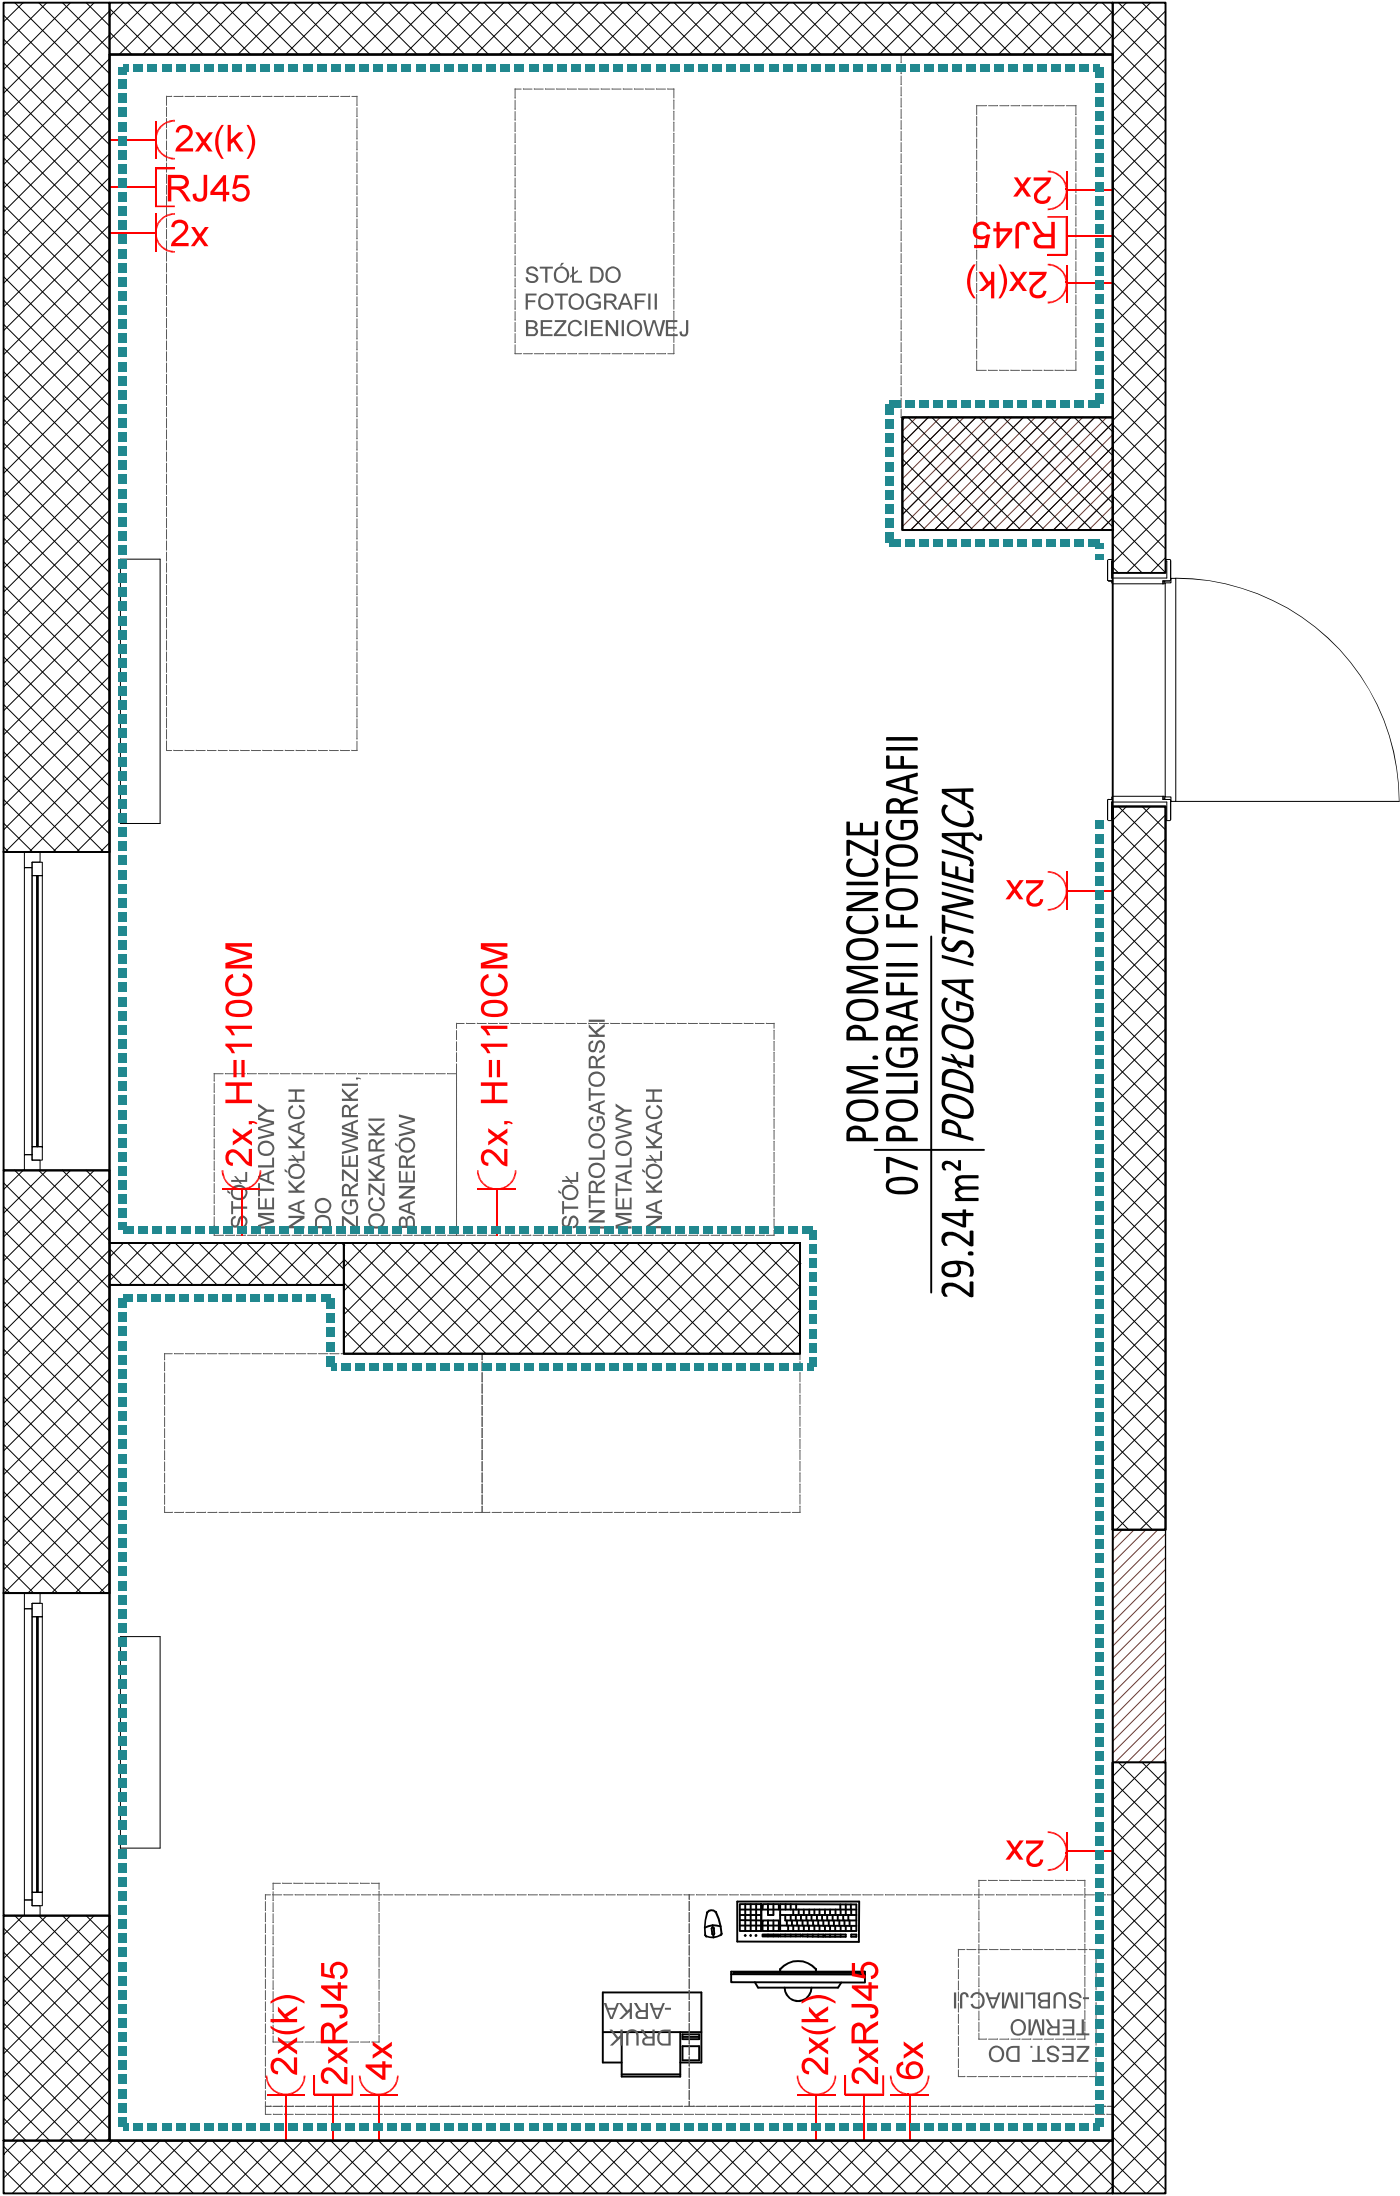 2x(k)
RJ45
2x
STÓŁ DO
FOTOGRAFII
BEZCIENIOWEJ
2x
RJ45
2x(k)
POM. POMOCNICZE
07 POLIGRAFII I FOTOGRAFII
29.24 m² PODŁOGA ISTNIEJĄCA
2x
2x, H=110CM
STÓŁ
METALOWY
NA KÓŁKACH
DO
ZGRZEWARKI,
OCZKARKI
BANERÓW
2x, H=110CM
STÓŁ
INTROLOGATORSKI
METALOWY
NA KÓŁKACH
2x
2x(k)
2xRJ45
4x
DRUK
-ARKA
2x(k)
2xRJ45
6x
ZEST. DO
TERMO
-SUBLIMACJI